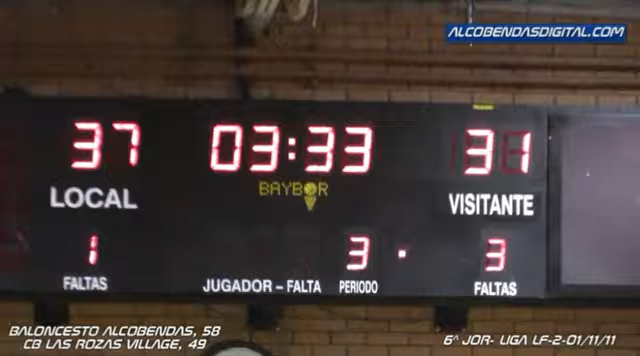 ALCOBENDASDIGITAL.COM
37 03:33 31
BAYBOR
LOCAL VISITANTE
1 3 3
FALTAS JUGADOR - FALTA PERIODO FALTAS
BALONCESTO ALCOBENDAS, 58
CB LAS ROZAS VILLAGE, 49
6ª JOR- LIGA LF-2-01/11/11